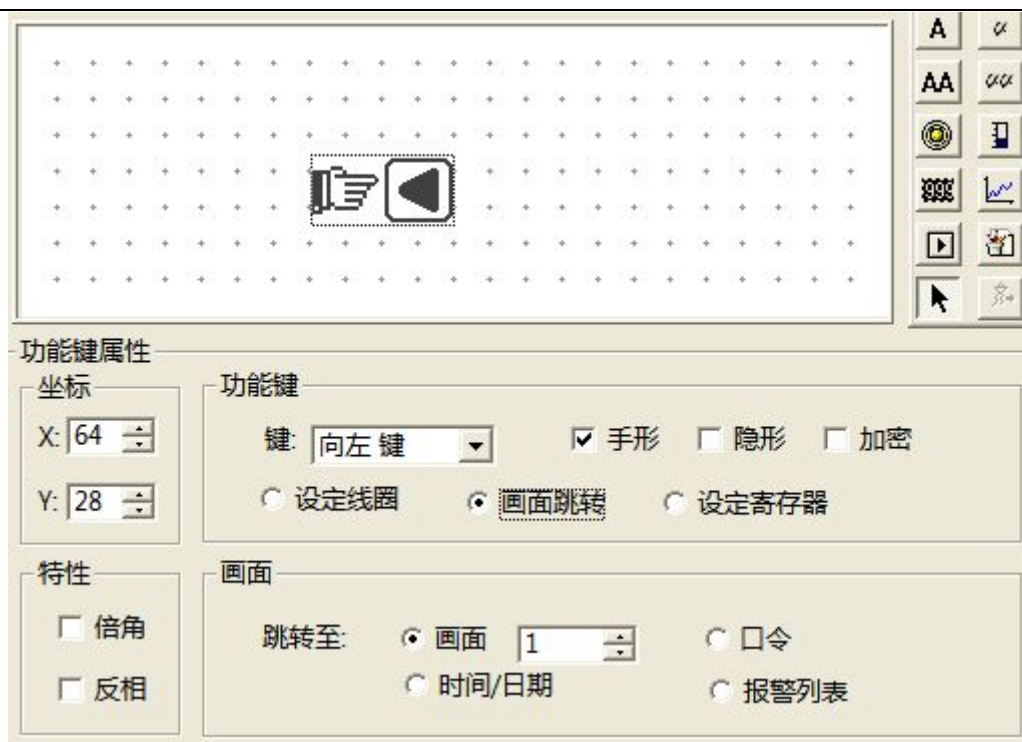 A α
AA αα
功能键属性
坐标
X: 64
Y: 28
功能键
键: 向左 键 手形 隐形 加密
设定线圈 画面跳转 设定寄存器
特性
倍角
反相
画面
跳转至: 画面 1 口令
时间/日期 报警列表